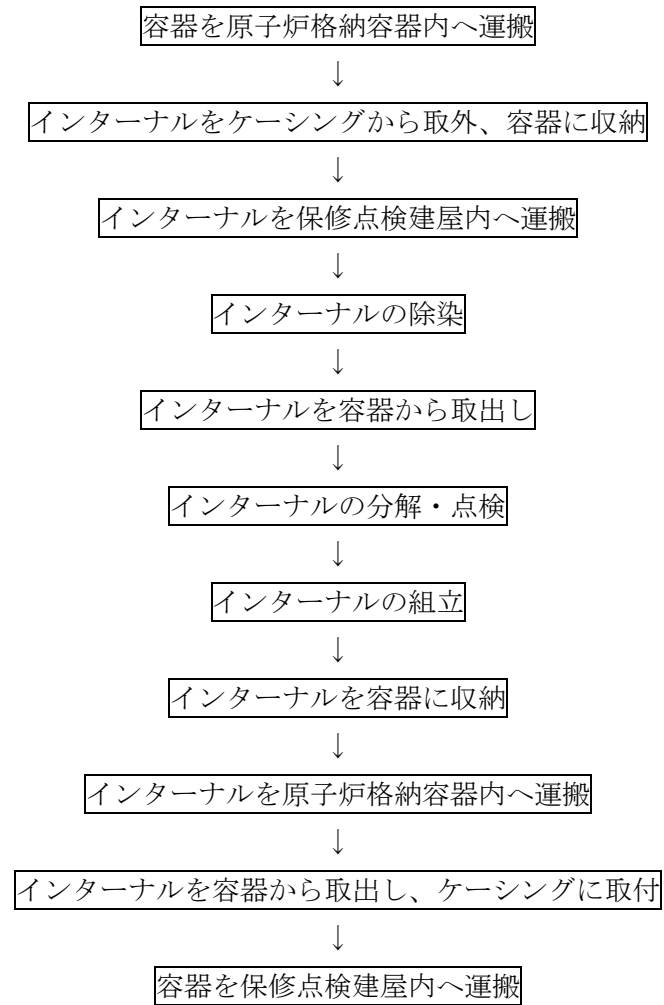 容器を原子炉格納容器内へ運搬
↓
インターナルをケーシングから取外、容器に収納
↓
インターナルを保修点検建屋内へ運搬
↓
インターナルの除染
↓
インターナルを容器から取出し
↓
インターナルの分解・点検
↓
インターナルの組立
↓
インターナルを容器に収納
↓
インターナルを原子炉格納容器内へ運搬
↓
インターナルを容器から取出し、ケーシングに取付
↓
容器を保修点検建屋内へ運搬